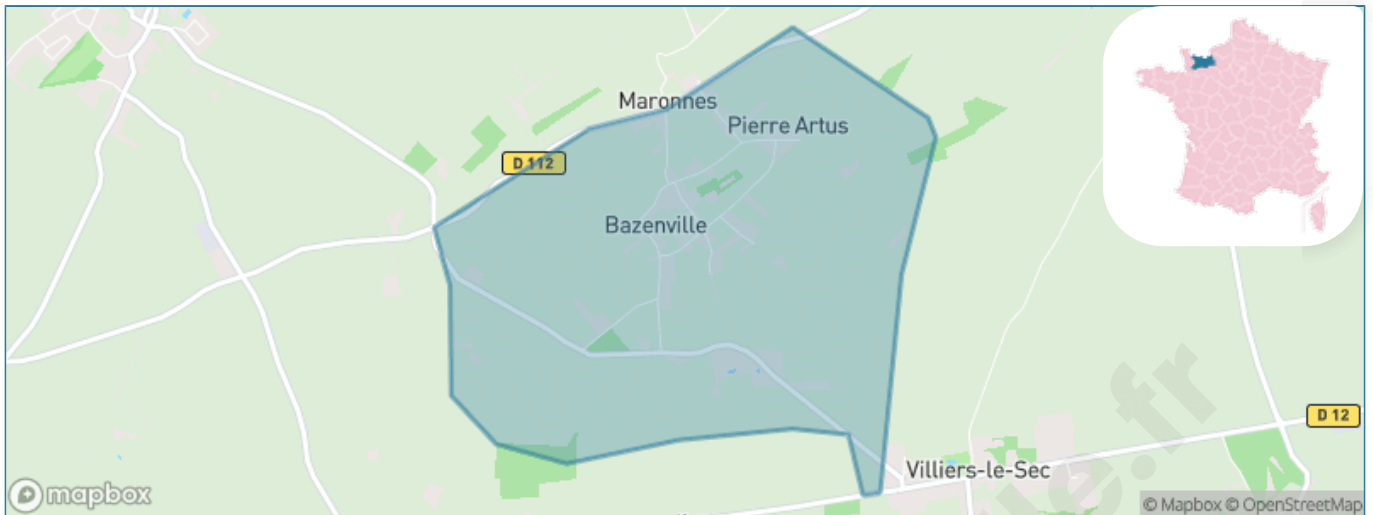 Maronnes
Pierre Artus
D 112
Bazenville
D 12
Villiers-le-Sec
mapbox
© Mapbox © OpenStreetMap